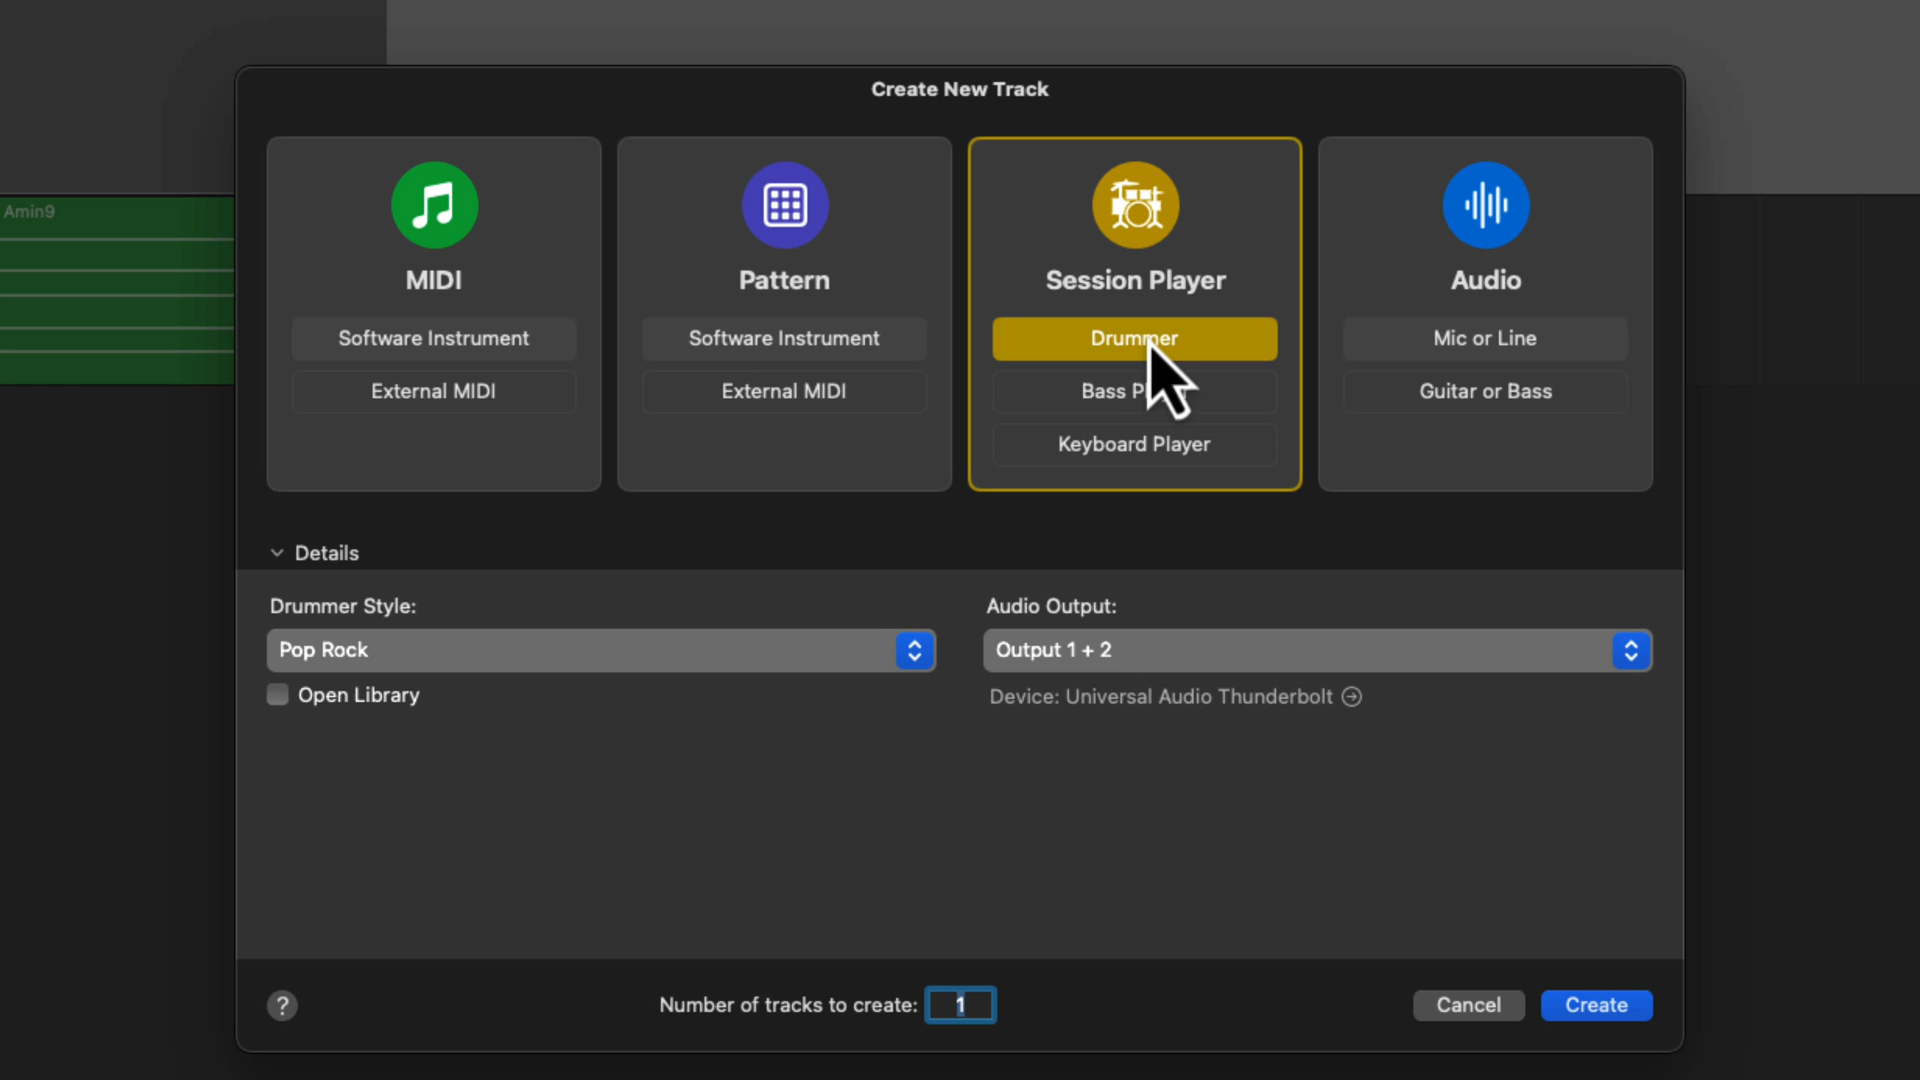 Create New Track
Amin9
MIDI
Software Instrument
External MIDI
Pattern
Software Instrument
External MIDI
Session Player
Drummer
Bass
Keyboard Player
Audio
Mic or Line
Guitar or Bass
Details
Drummer Style:
Pop Rock
Open Library
Audio Output:
Output 1 + 2
Device: Universal Audio Thunderbolt
?
Number of tracks to create: 1
Cancel
Create